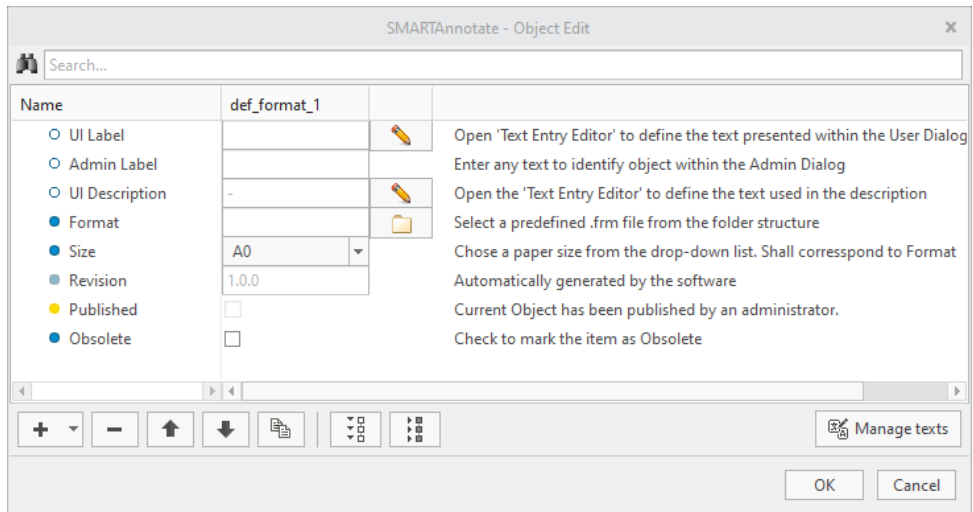 SMARTAnnotate - Object Edit
Search...
Name def_format_1
UI Label Open 'Text Entry Editor' to define the text presented within the User Dialog
Admin Label Enter any text to identify object within the Admin Dialog
UI Description - Open the 'Text Entry Editor' to define the text used in the description
Format Select a predefined .frm file from the folder structure
Size A0 Chose a paper size from the drop-down list. Shall corresspond to Format
Revision 1.0.0 Automatically generated by the software
Published Current Object has been published by an administrator.
Obsolete Check to mark the item as Obsolete
Manage texts
OK Cancel